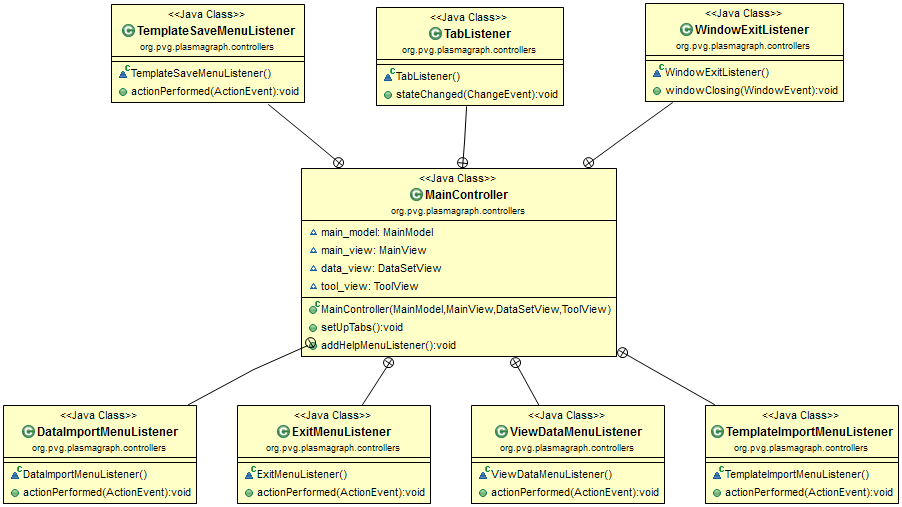 <<Java Class>>
TemplateSaveMenuListener
org.pvg.plasmagraph.controllers
TemplateSaveMenuListener()
actionPerformed(ActionEvent):void
<<Java Class>>
TabListener
org.pvg.plasmagraph.controllers
TabListener()
stateChanged(ChangeEvent):void
<<Java Class>>
WindowExitListener
org.pvg.plasmagraph.controllers
WindowExitListener()
windowClosing(WindowEvent):void
<<Java Class>>
MainController
org.pvg.plasmagraph.controllers
main_model: MainModel
main_view: MainView
data_view: DataSetView
tool_view: ToolView
MainController(MainModel,MainView,DataSetView,ToolView)
setUpTabs():void
addHelpMenuListener():void
<<Java Class>>
DataImportMenuListener
org.pvg.plasmagraph.controllers
DataImportMenuListener()
actionPerformed(ActionEvent):void
<<Java Class>>
ExitMenuListener
org.pvg.plasmagraph.controllers
ExitMenuListener()
actionPerformed(ActionEvent):void
<<Java Class>>
ViewDataMenuListener
org.pvg.plasmagraph.controllers
ViewDataMenuListener()
actionPerformed(ActionEvent):void
<<Java Class>>
TemplateImportMenuListener
org.pvg.plasmagraph.controllers
TemplateImportMenuListener()
actionPerformed(ActionEvent):void